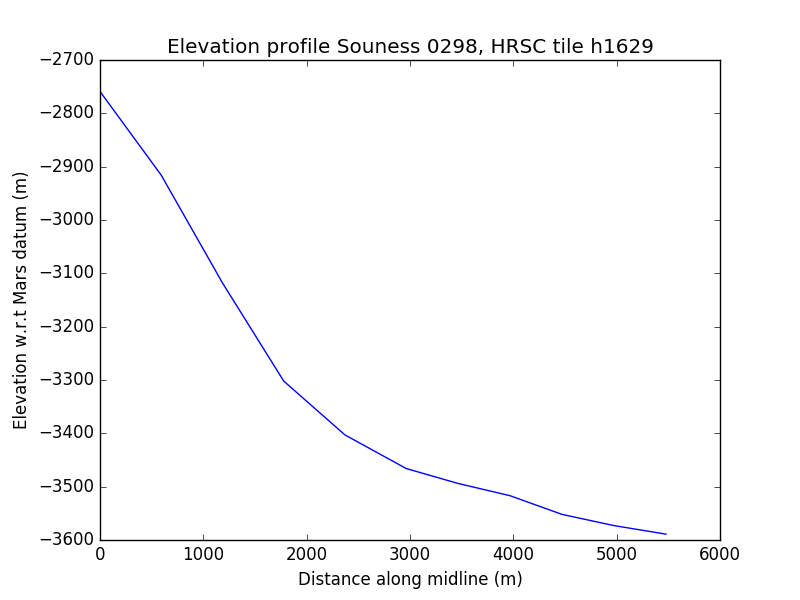 Elevation profile Souness 0298, HRSC tile h1629
−2700
−2800
−2900
−3000
−3100
−3200
−3300
−3400
−3500
−3600
Elevation w.r.t Mars datum (m)
0 1000 2000 3000 4000 5000 6000
Distance along midline (m)